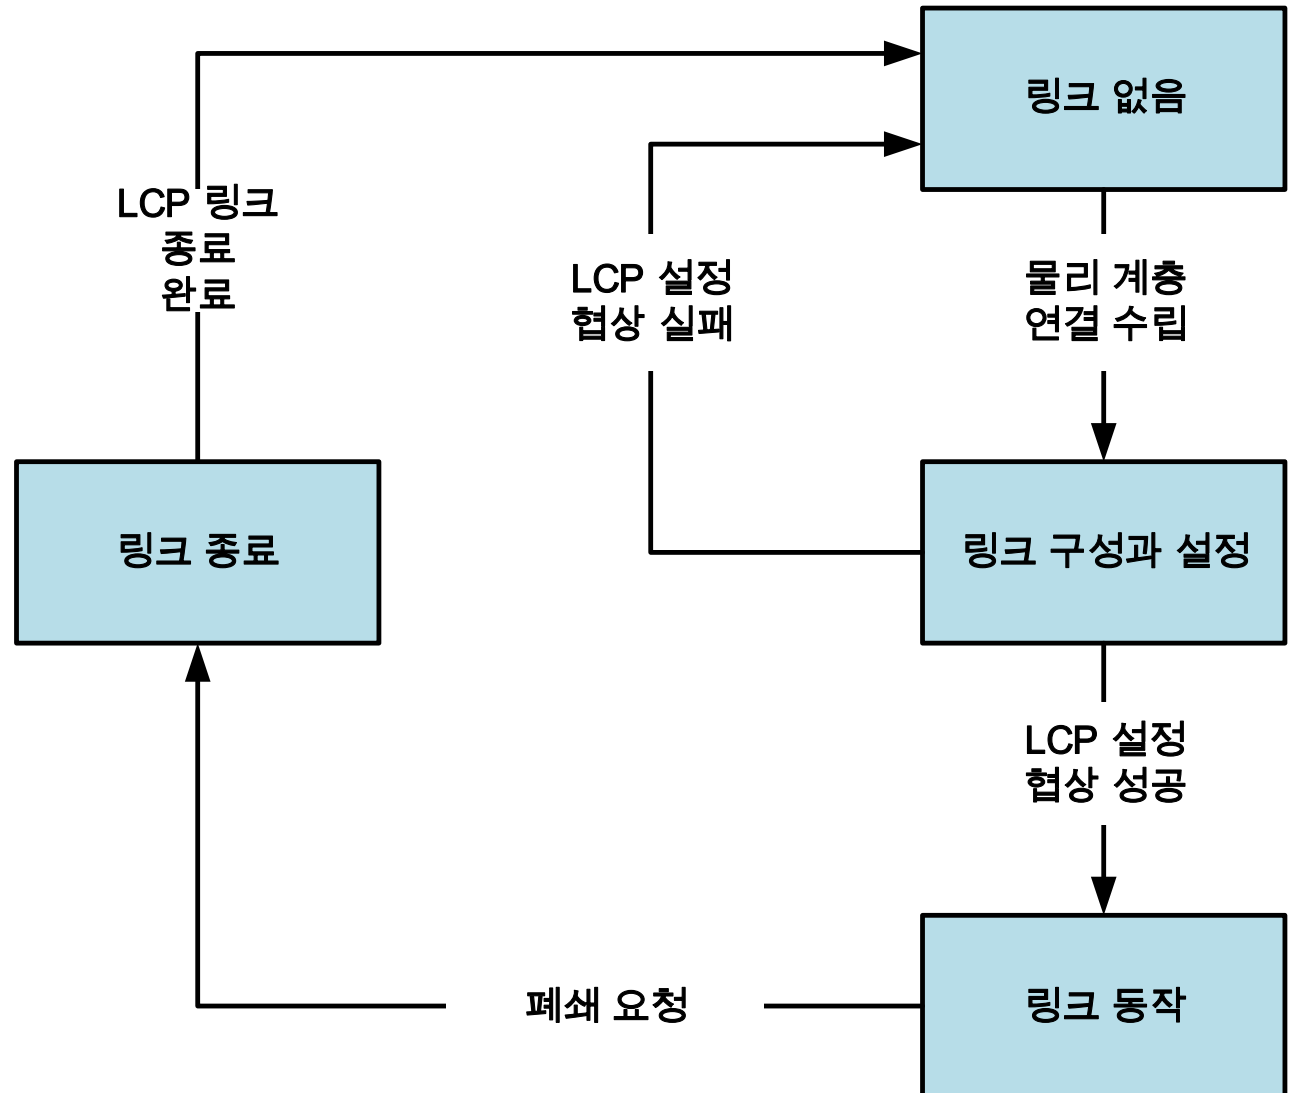 링크 없음
LCP 링크
종료
완료
LCP 설정
협상 실패
물리 계층
연결 수립
링크 종료
링크 구성과 설정
LCP 설정
협상 성공
폐쇄 요청
링크 동작